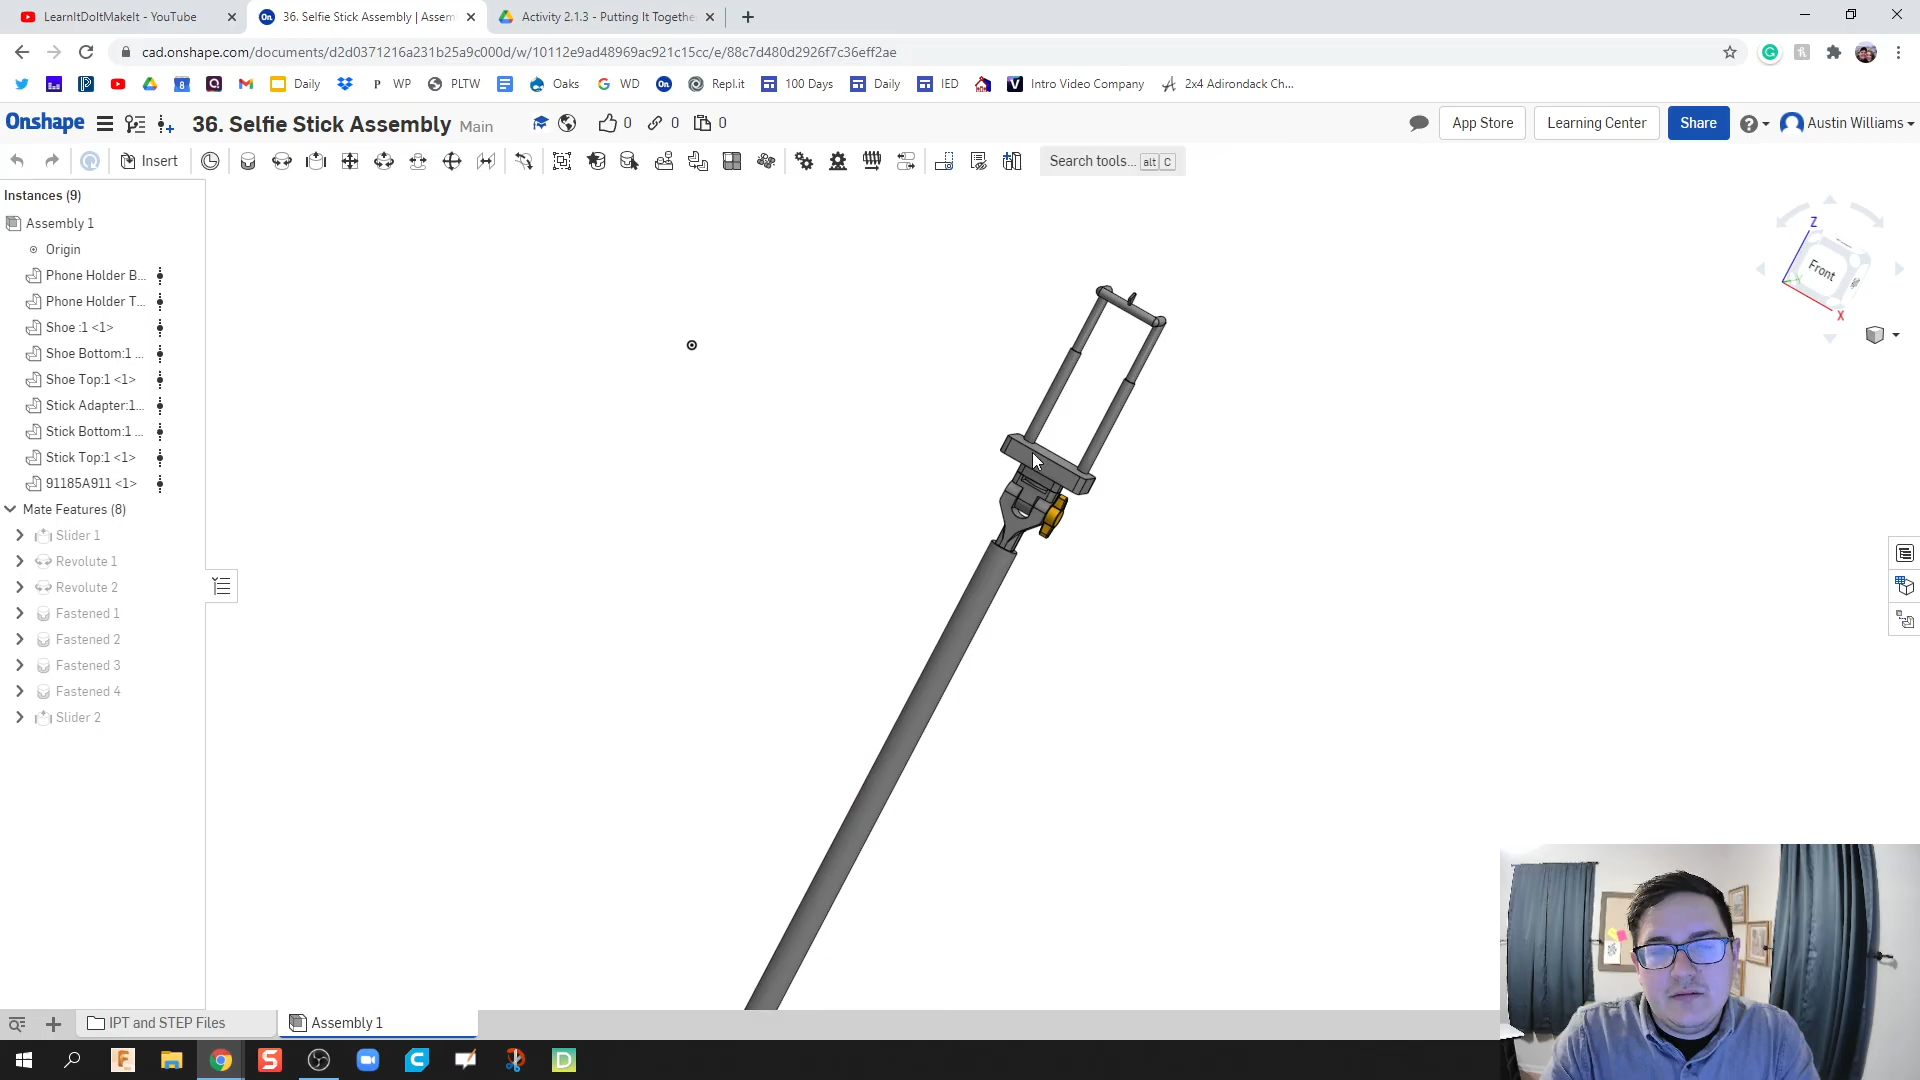 LearnItDoItMakeIt - YouTube
36. Selfie Stick Assembly | Assem
Activity 2.1.3 - Putting It Togethe
cad.onshape.com/documents/d2d0371216a231b25a9c000d/w/10112e9ad48969ac921c15cc/e/88c7d480d2926f7c36eff2ae
Daily
WP
PLTW
Oaks
WD
Repl.it
100 Days
Daily
IED
Intro Video Company
2x4 Adirondack Ch...
Onshape
36. Selfie Stick Assembly Main
0
0
0
App Store
Learning Center
Share
Austin Williams
Insert
Search tools... alt C
Instances (9)
Assembly 1
Origin
Phone Holder B...
Phone Holder T...
Shoe :1 <1>
Shoe Bottom:1 ...
Shoe Top:1 <1>
Stick Adapter:1...
Stick Bottom:1 ...
Stick Top:1 <1>
91185A911 <1>
Mate Features (8)
Slider 1
Revolute 1
Revolute 2
Fastened 1
Fastened 2
Fastened 3
Fastened 4
Slider 2
Z
Front
X
IPT and STEP Files
Assembly 1